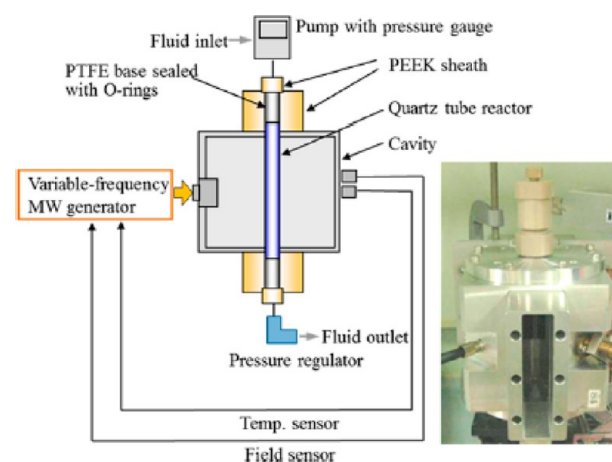 Pump with pressure gauge
Fluid inlet
PTFE base sealed
with O-rings
PEEK sheath
Quartz tube reactor
Cavity
Variable-frequency
MW generator
Fluid outlet
Pressure regulator
Temp. sensor
Field sensor